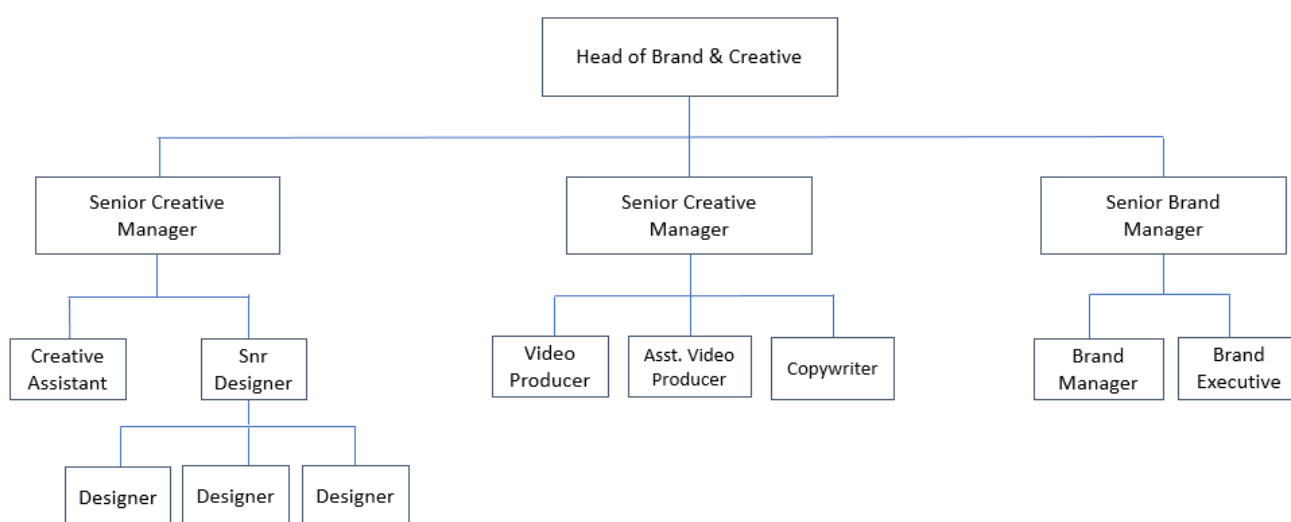 Head of Brand & Creative
Senior Creative
Manager
Senior Creative
Manager
Senior Brand
Manager
Creative
Assistant
Snr
Designer
Video
Producer
Asst. Video
Producer
Copywriter
Brand
Manager
Brand
Executive
Designer
Designer
Designer